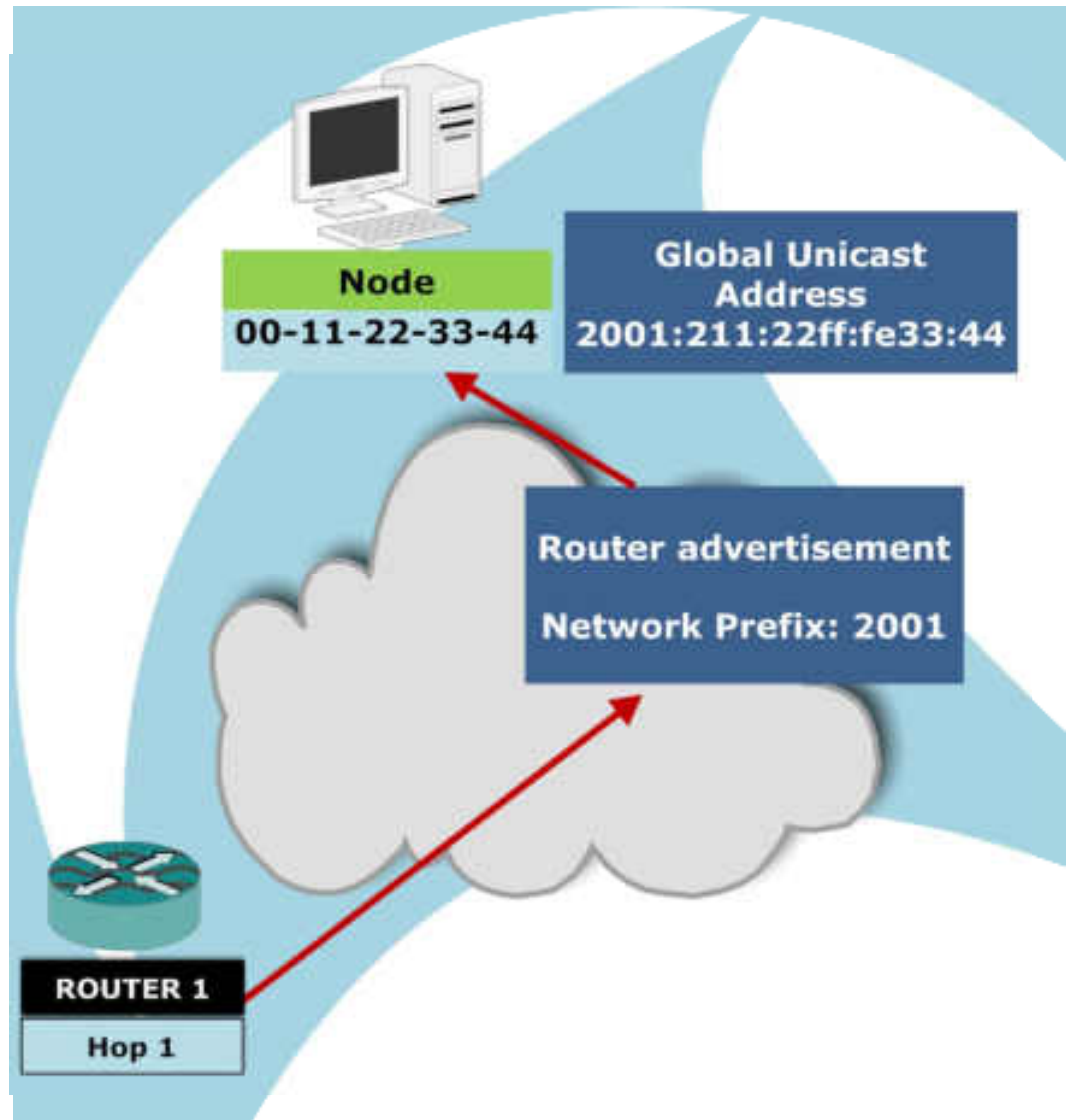 Node
00-11-22-33-44
Global Unicast
Address
2001:211:22ff:fe33:44
Router advertisement
Network Prefix: 2001
ROUTER 1
Hop 1